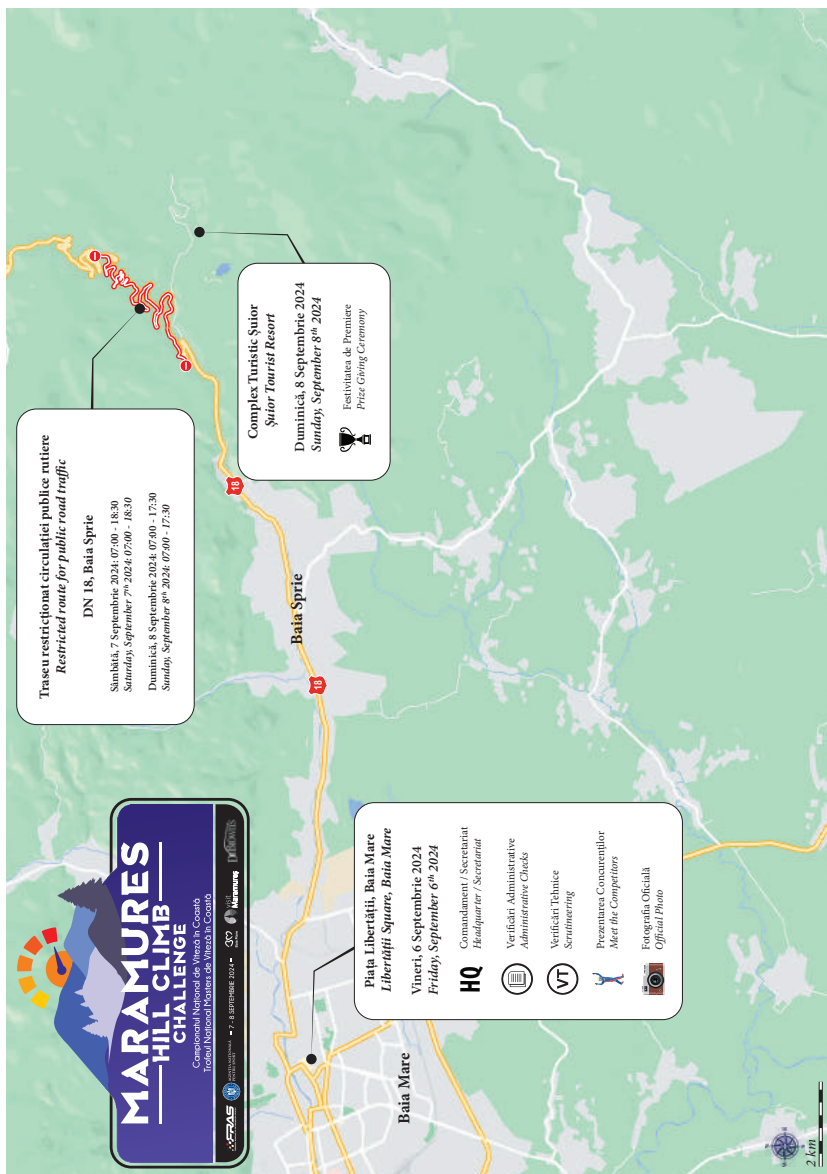 MARAMUREȘ
HILL CLIMB
CHALLENGE
Campionatul Național de Viteză în Coastă
Trofeul Național Masters de Viteză în Coastă
FRAS
AGENȚIA NAȚIONALĂ
PENTRU SPORT
7 - 8 SEPTEMBRIE 2024
visit
Maramureș
Traseu restricționat circulației publice rutiere
Restricted route for public road traffic
DN 18, Baia Sprie
Sâmbătă, 7 Septembrie 2024: 07:00 - 18:30
Saturday, September 7th 2024: 07:00 - 18:30
Duminică, 8 Septembrie 2024: 07:00 - 17:30
Sunday, September 8th 2024: 07:00 - 17:30
Complex Turistic Șuior
Șuior Tourist Resort
Duminică, 8 Septembrie 2024
Sunday, September 8th 2024
Festivitatea de Premiere
Prize Giving Ceremony
18
Baia Sprie
18
Piața Libertății, Baia Mare
Libertății Square, Baia Mare
Vineri, 6 Septembrie 2024
Friday, September 6th 2024
HQ
Comandament / Secretariat
Headquarter / Secretariat
Verificări Administrative
Administrative Checks
VT
Verificări Tehnice
Scrutineering
Prezentarea Concurenților
Meet the Competitors
Fotografia Oficială
Official Photo
Baia Mare
2 km